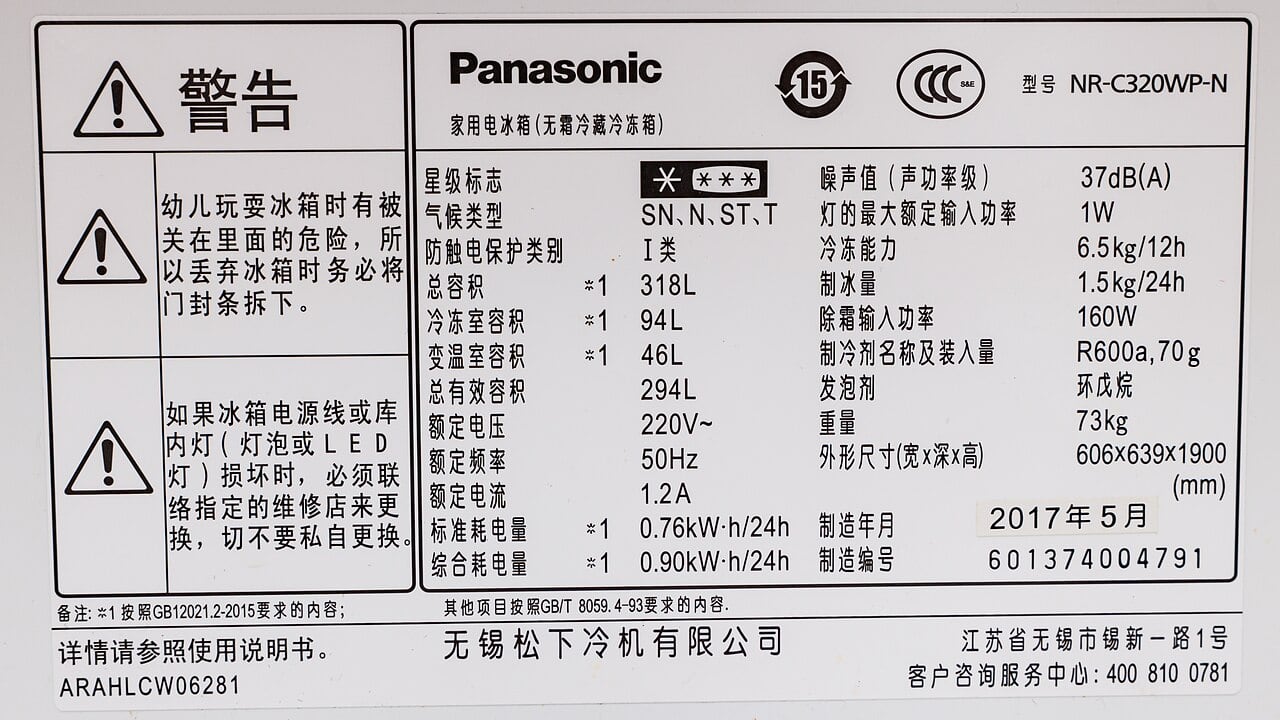 警告
幼儿玩耍冰箱时有被
关在里面的危险，所
以丢弃冰箱时务必将
门封条拆下。
如果冰箱电源线或库
内灯(灯泡或LED
灯)损坏时，必须联
络指定的维修店来更
换，切不要私自更换。
Panasonic
家用电冰箱(无霜冷藏冷冻箱)
15
CCC S&E
型号 NR-C320WP-N
星级标志 * ***
气候类型 SN、N、ST、T
防触电保护类别 I类
总容积 *1 318L
冷冻室容积 *1 94L
变温室容积 *1 46L
总有效容积 294L
额定电压 220V~
额定频率 50Hz
额定电流 1.2A
标准耗电量 *1 0.76kW·h/24h
综合耗电量 *1 0.90kW·h/24h
噪声值(声功率级) 37dB(A)
灯的最大额定输入功率 1W
冷冻能力 6.5kg/12h
制冰量 1.5kg/24h
除霜输入功率 160W
制冷剂名称及装入量 R600a,70g
发泡剂 环戊烷
重量 73kg
外形尺寸(宽x深x高) 606×639×1900
(mm)
制造年月 2017年5月
制造编号 601374004791
备注: *1 按照GB12021.2-2015要求的内容;
其他项目按照GB/T 8059.4-93要求的内容.
详情请参照使用说明书。
ARAHLCW06281
无锡松下冷机有限公司
江苏省无锡市锡新一路1号
客户咨询服务中心: 400 810 0781